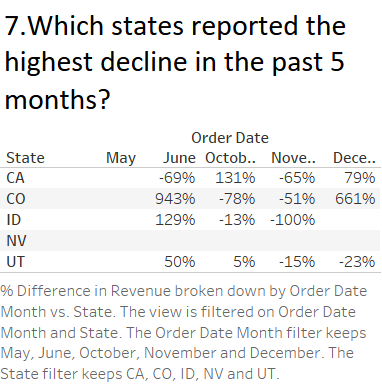 7.Which states reported the
highest decline in the past 5
months?
Order Date
State May June Octob.. Nove.. Dece..
CA -69% 131% -65% 79%
CO 943% -78% -51% 661%
ID 129% -13% -100%
NV
UT 50% 5% -15% -23%
% Difference in Revenue broken down by Order Date
Month vs. State. The view is filtered on Order Date
Month and State. The Order Date Month filter keeps
May, June, October, November and December. The
State filter keeps CA, CO, ID, NV and UT.